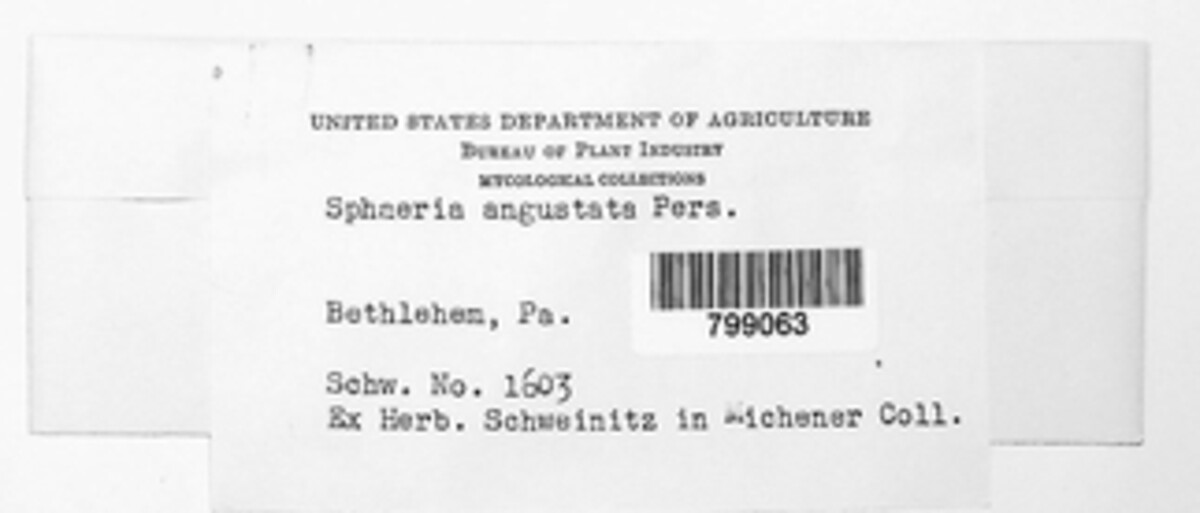 UNITED STATES DEPARTMENT OF AGRICULTURE
BUREAU OF PLANT INDUSTRY
MYCOLOGICAL COLLECTIONS
Sphaeria angustata Pers.
799063
Bethlehem, Pa.
Schw. No. 1603
Ex Herb. Schweinitz in Michener Coll.